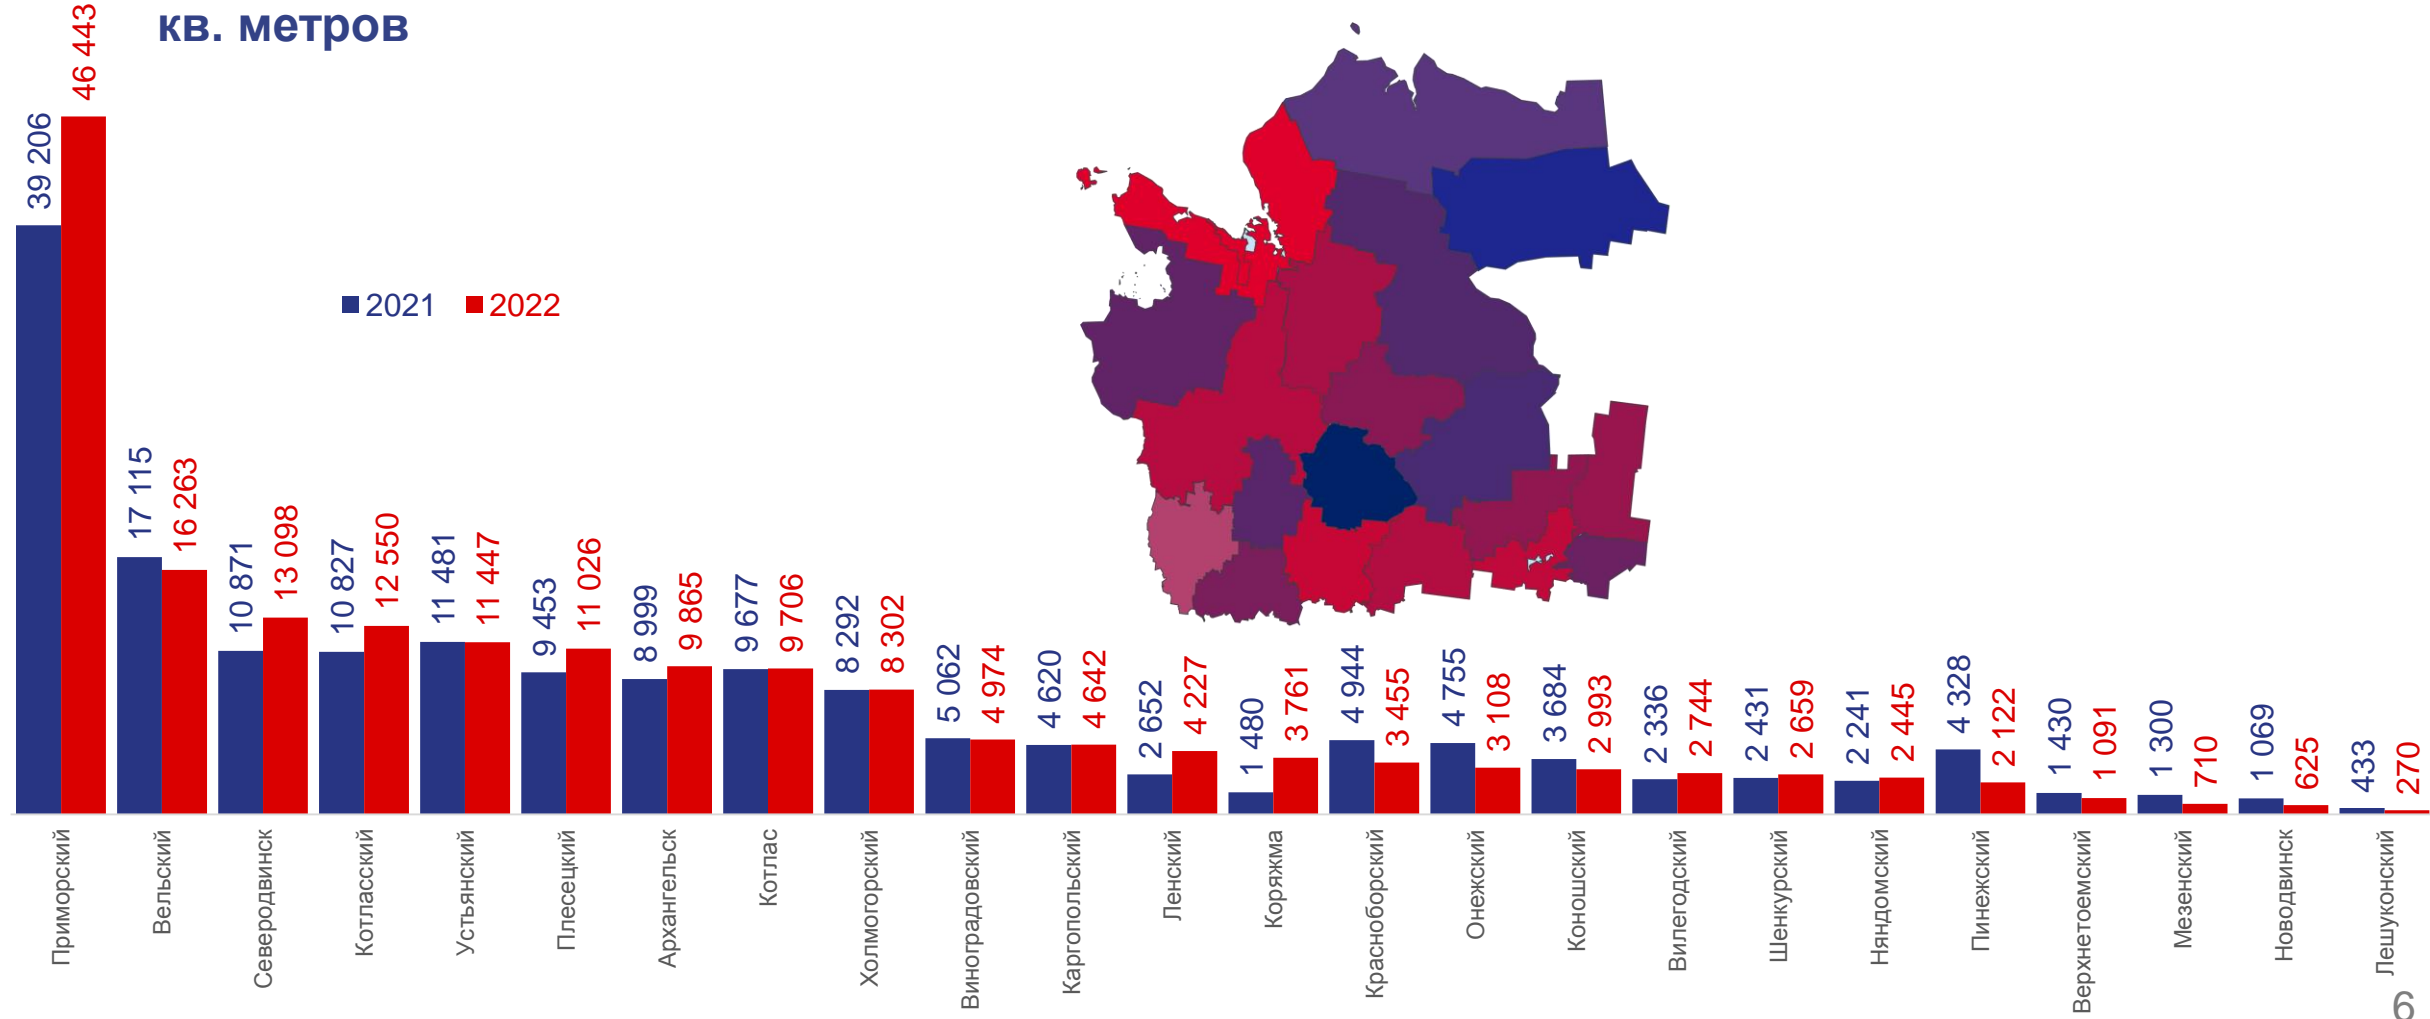 кв. метров
2021 2022
39 206 46 443
17 115 16 263
10 871 13 098
10 827 12 550
11 481 11 447
9 453 11 026
8 999 9 865
9 677 9 706
8 292 8 302
5 062 4 974
4 620 4 642
2 652 4 227
1 480 3 761
4 944 3 455
4 755 3 108
3 684 2 993
2 336 2 744
2 431 2 659
2 241 2 445
4 328 2 122
1 430 1 091
1 300 710
1 069 625
433 270
Приморский
Вельский
Северодвинск
Котласский
Устьянский
Плесецкий
Архангельск
Котлас
Холмогорский
Виноградовский
Каргопольский
Ленский
Коряжма
Красноборский
Онежский
Коношский
Вилегодский
Шенкурский
Няндомский
Пинежский
Верхнетоемский
Мезенский
Новодвинск
Лешуконский
6